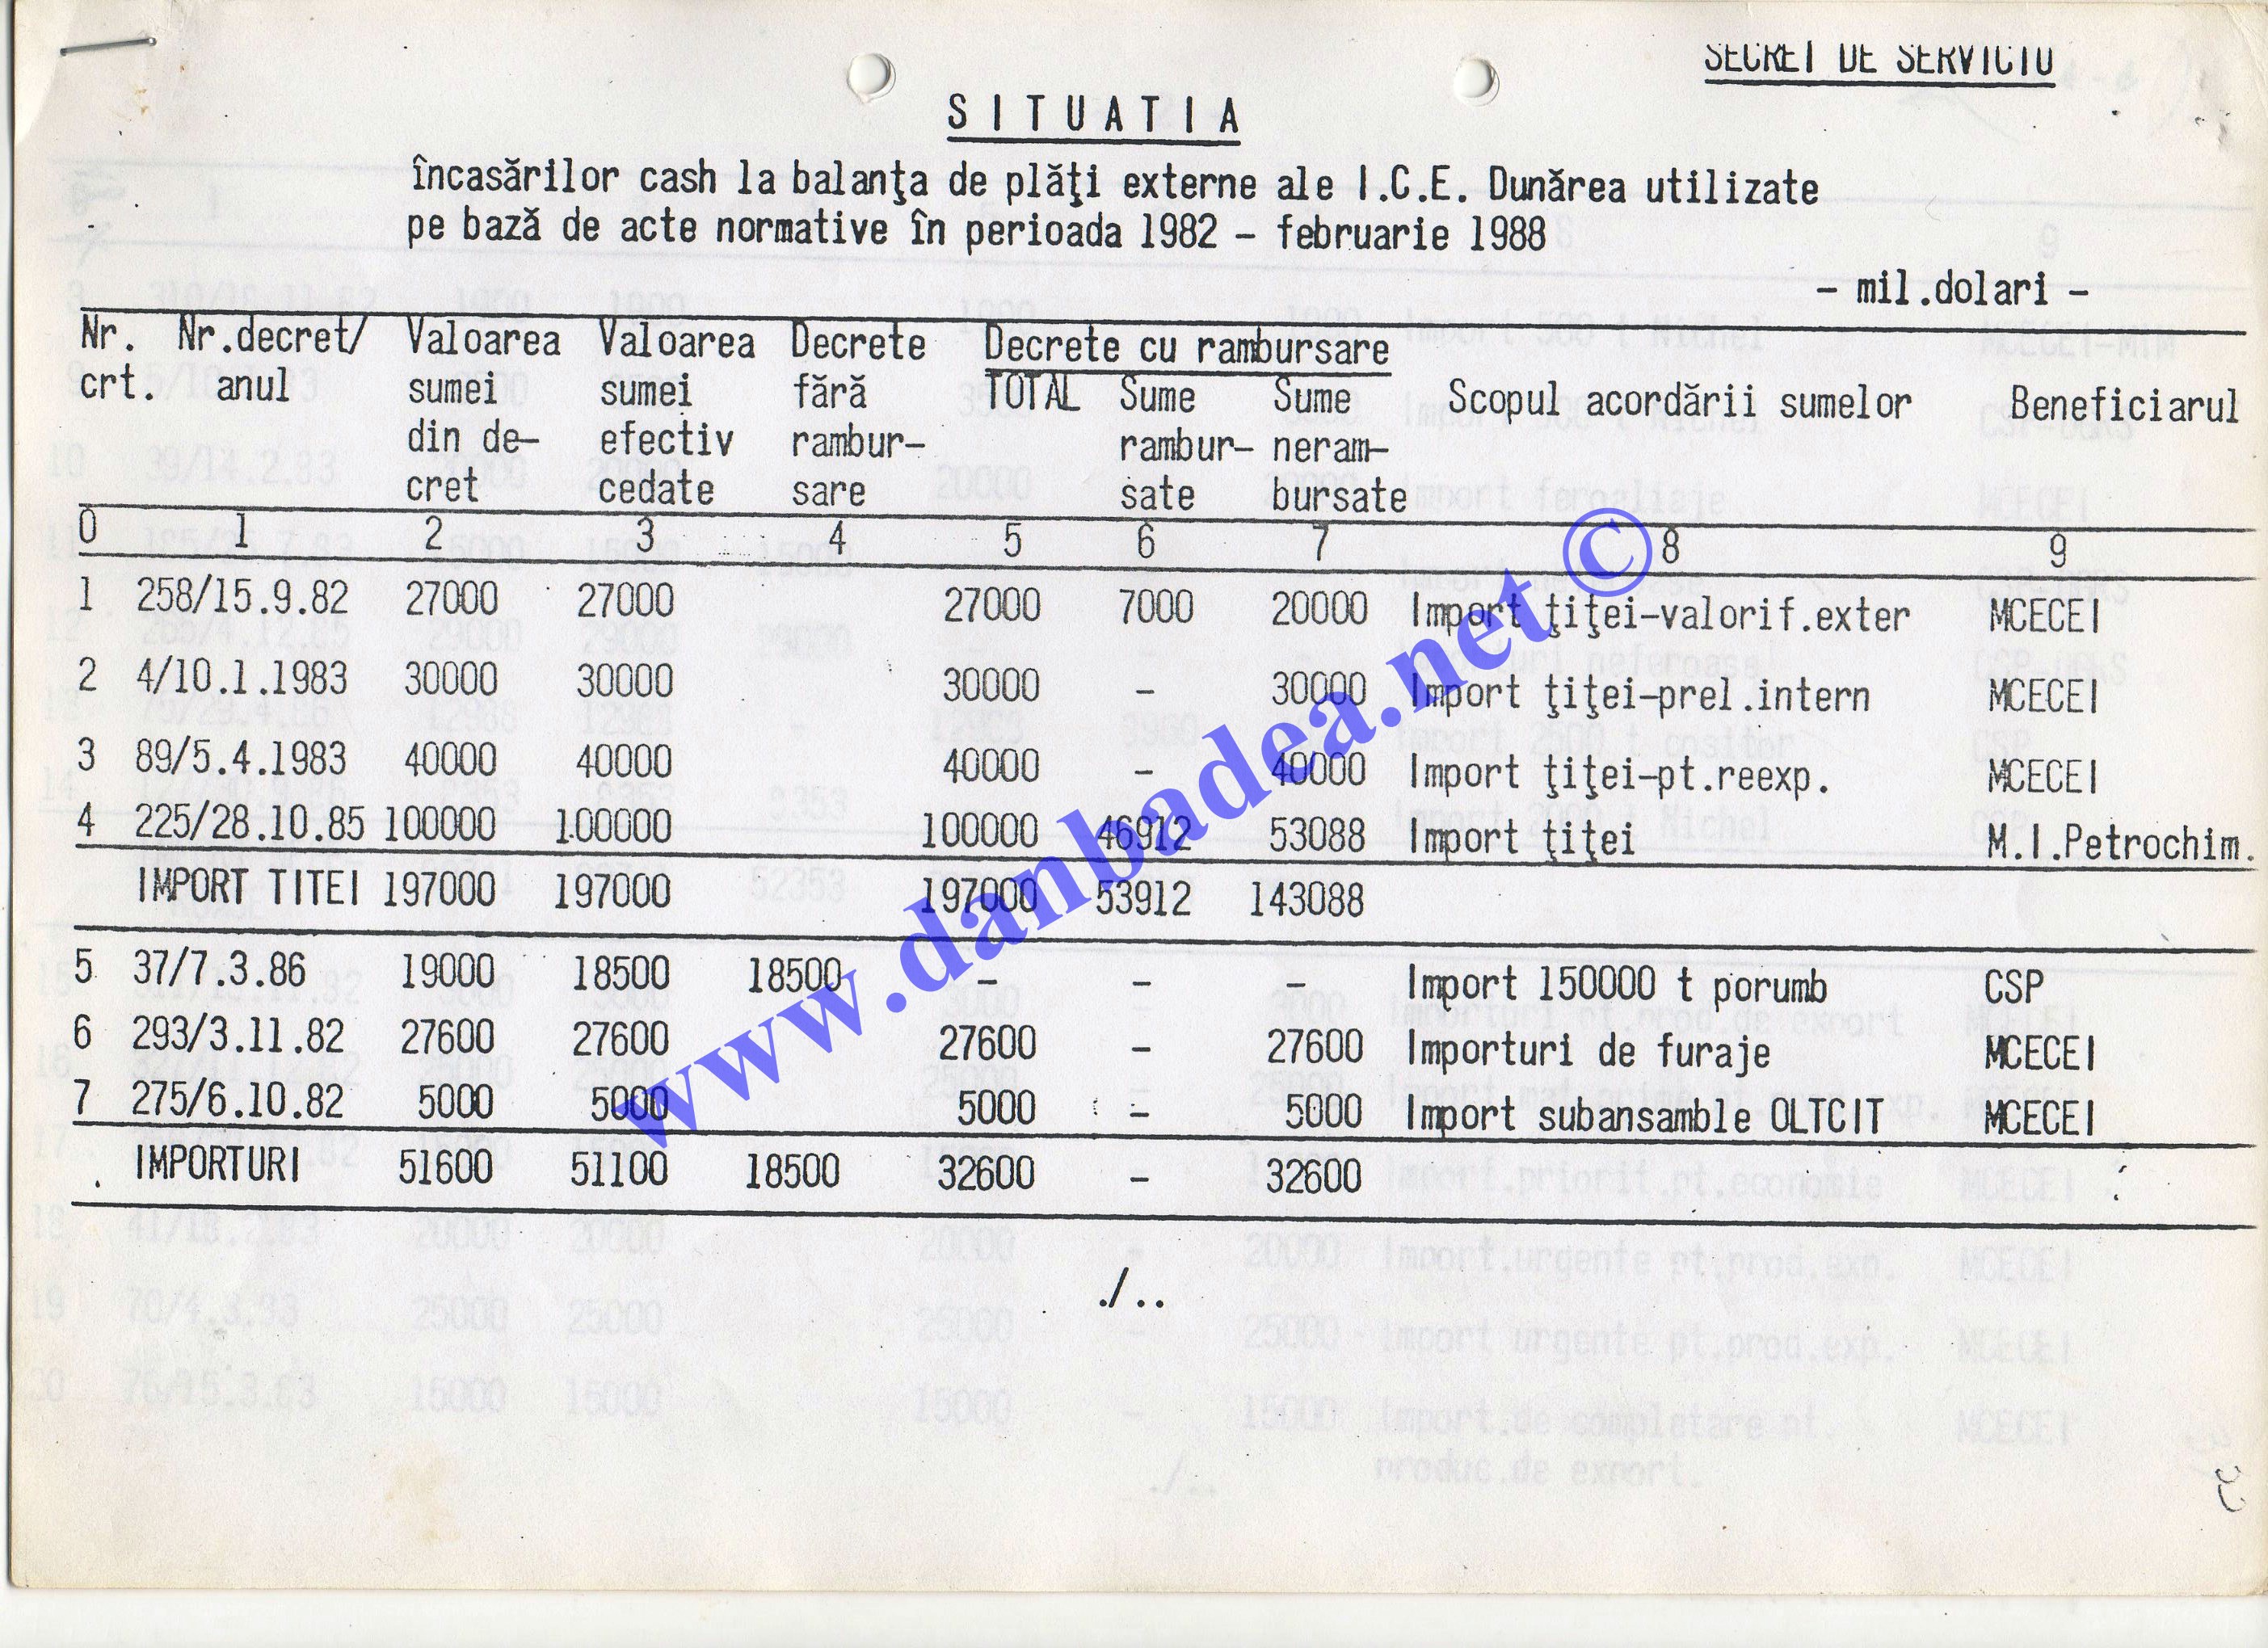 SECRET DE SERVICIU
S I T U A T I A
încasărilor cash la balanţa de plăţi externe ale I.C.E. Dunărea utilizate
pe bază de acte normative în perioada 1982 – februarie 1988
– mil.dolari –
Nr. Nr.decret/ Valoarea Valoarea Decrete Decrete cu rambursare
crt. anul sumei sumei fără TOTAL Sume Sume Scopul acordării sumelor Beneficiarul
din de– efectiv rambur– rambur– neram–
cret cedate sare sate bursate
0 1 2 3 4 5 6 7 8 9
1 258/15.9.82 27000 27000 27000 7000 20000 Import ţiţei–valorif.exter MCECEI
2 4/10.1.1983 30000 30000 30000 – 30000 Import ţiţei–prel.intern MCECEI
3 89/5.4.1983 40000 40000 40000 – 40000 Import ţiţei–pt.reexp. MCECEI
4 225/28.10.85 100000 100000 100000 46912 53088 Import ţiţei M.I.Petrochim.
IMPORT TITEI 197000 197000 197000 53912 143088
5 37/7.3.86 19000 18500 18500 – – – Import 150000 t porumb CSP
6 293/3.11.82 27600 27600 27600 – 27600 Importuri de furaje MCECEI
7 275/6.10.82 5000 5000 5000 – 5000 Import subansamble OLTCIT MCECEI
IMPORTURI 51600 51100 18500 32600 – 32600
./..
www.danbadea.net ©